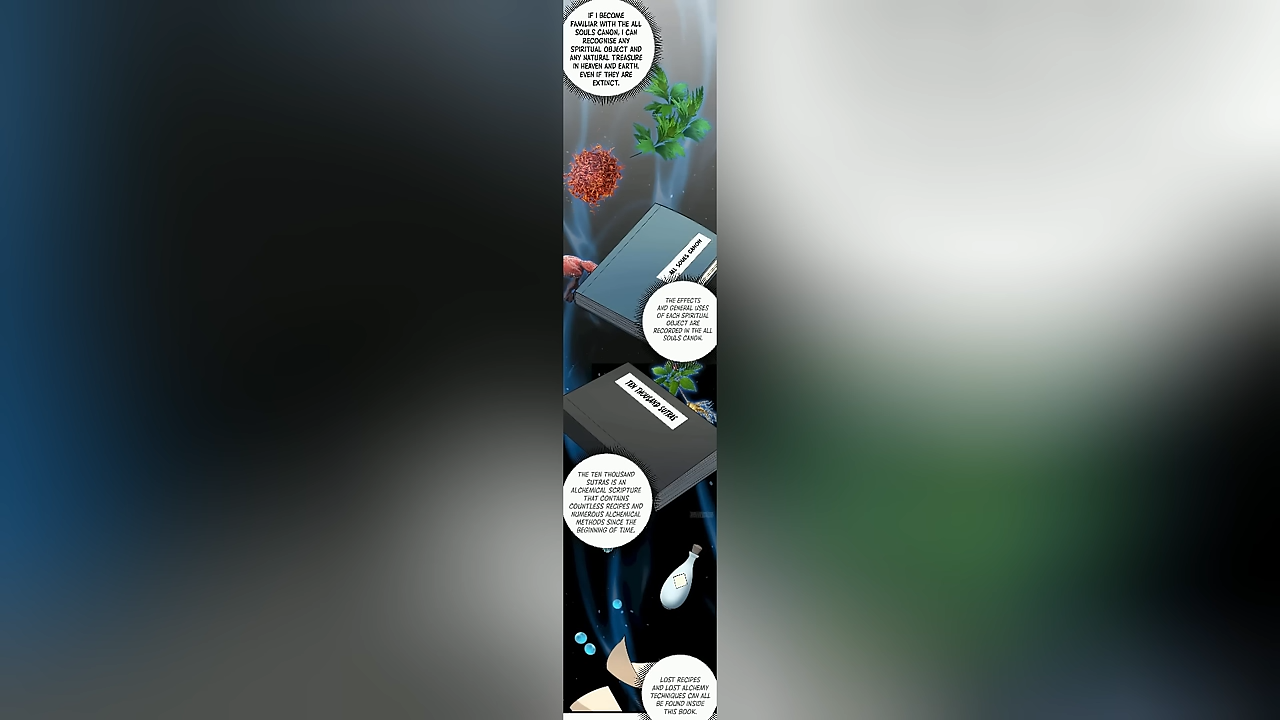 IF I BECOME
FAMILIAR WITH THE ALL
SOULS CANON, I CAN
RECOGNISE ANY
SPIRITUAL OBJECT AND
ANY NATURAL TREASURE
IN HEAVEN AND EARTH,
EVEN IF THEY ARE
EXTINCT.
ALL SOULS CANON
THE EFFECTS
AND GENERAL USES
OF EACH SPIRITUAL
OBJECT ARE
RECORDED IN THE ALL
SOULS CANON.
TEN THOUSAND SUTRAS
THE TEN THOUSAND
SUTRAS IS AN
ALCHEMICAL SCRIPTURE
THAT CONTAINS
COUNTLESS RECIPES AND
NUMEROUS ALCHEMICAL
METHODS SINCE THE
BEGINNING OF TIME.
LOST RECIPES
AND LOST ALCHEMY
TECHNIQUES CAN ALL
BE FOUND INSIDE
THIS BOOK.